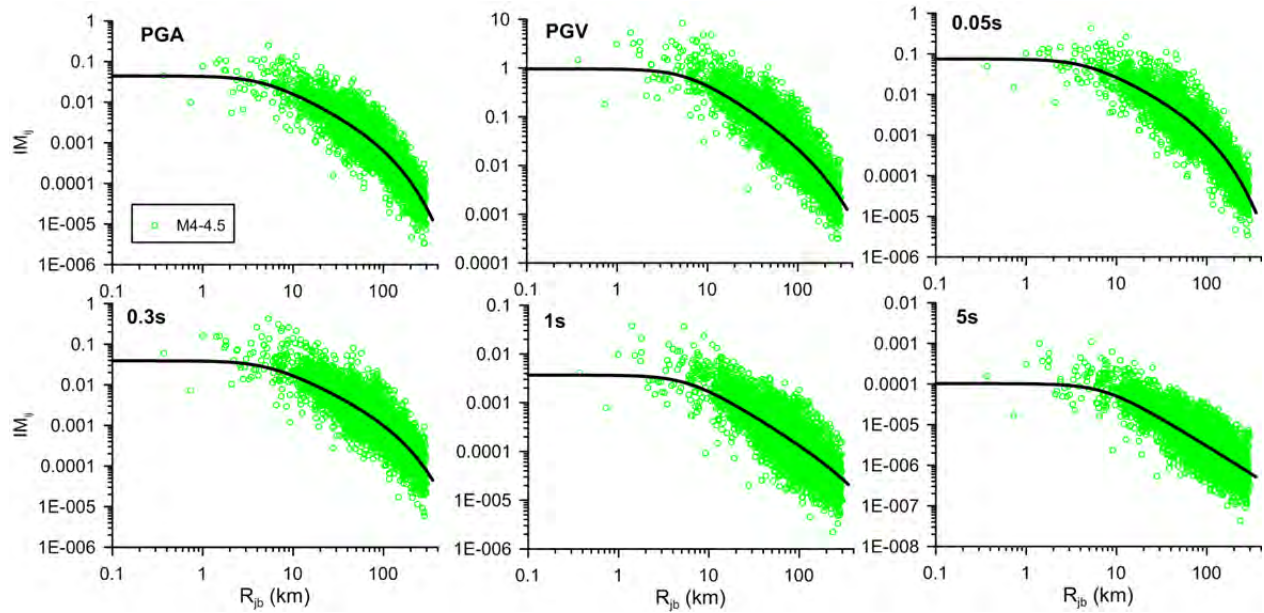 PGA
1
0.1
0.01
0.001
0.0001
1E-005
1E-006
IM_ij
M4-4.5
0.1 1 10 100
PGV
10
1
0.1
0.01
0.001
0.0001
0.1 1 10 100
0.05s
1
0.1
0.01
0.001
0.0001
1E-005
1E-006
0.1 1 10 100
0.3s
1
0.1
0.01
0.001
0.0001
1E-005
1E-006
IM_ij
0.1 1 10 100
R_jb (km)
1s
0.1
0.01
0.001
0.0001
1E-005
1E-006
0.1 1 10 100
R_jb (km)
5s
0.01
0.001
0.0001
1E-005
1E-006
1E-007
1E-008
0.1 1 10 100
R_jb (km)